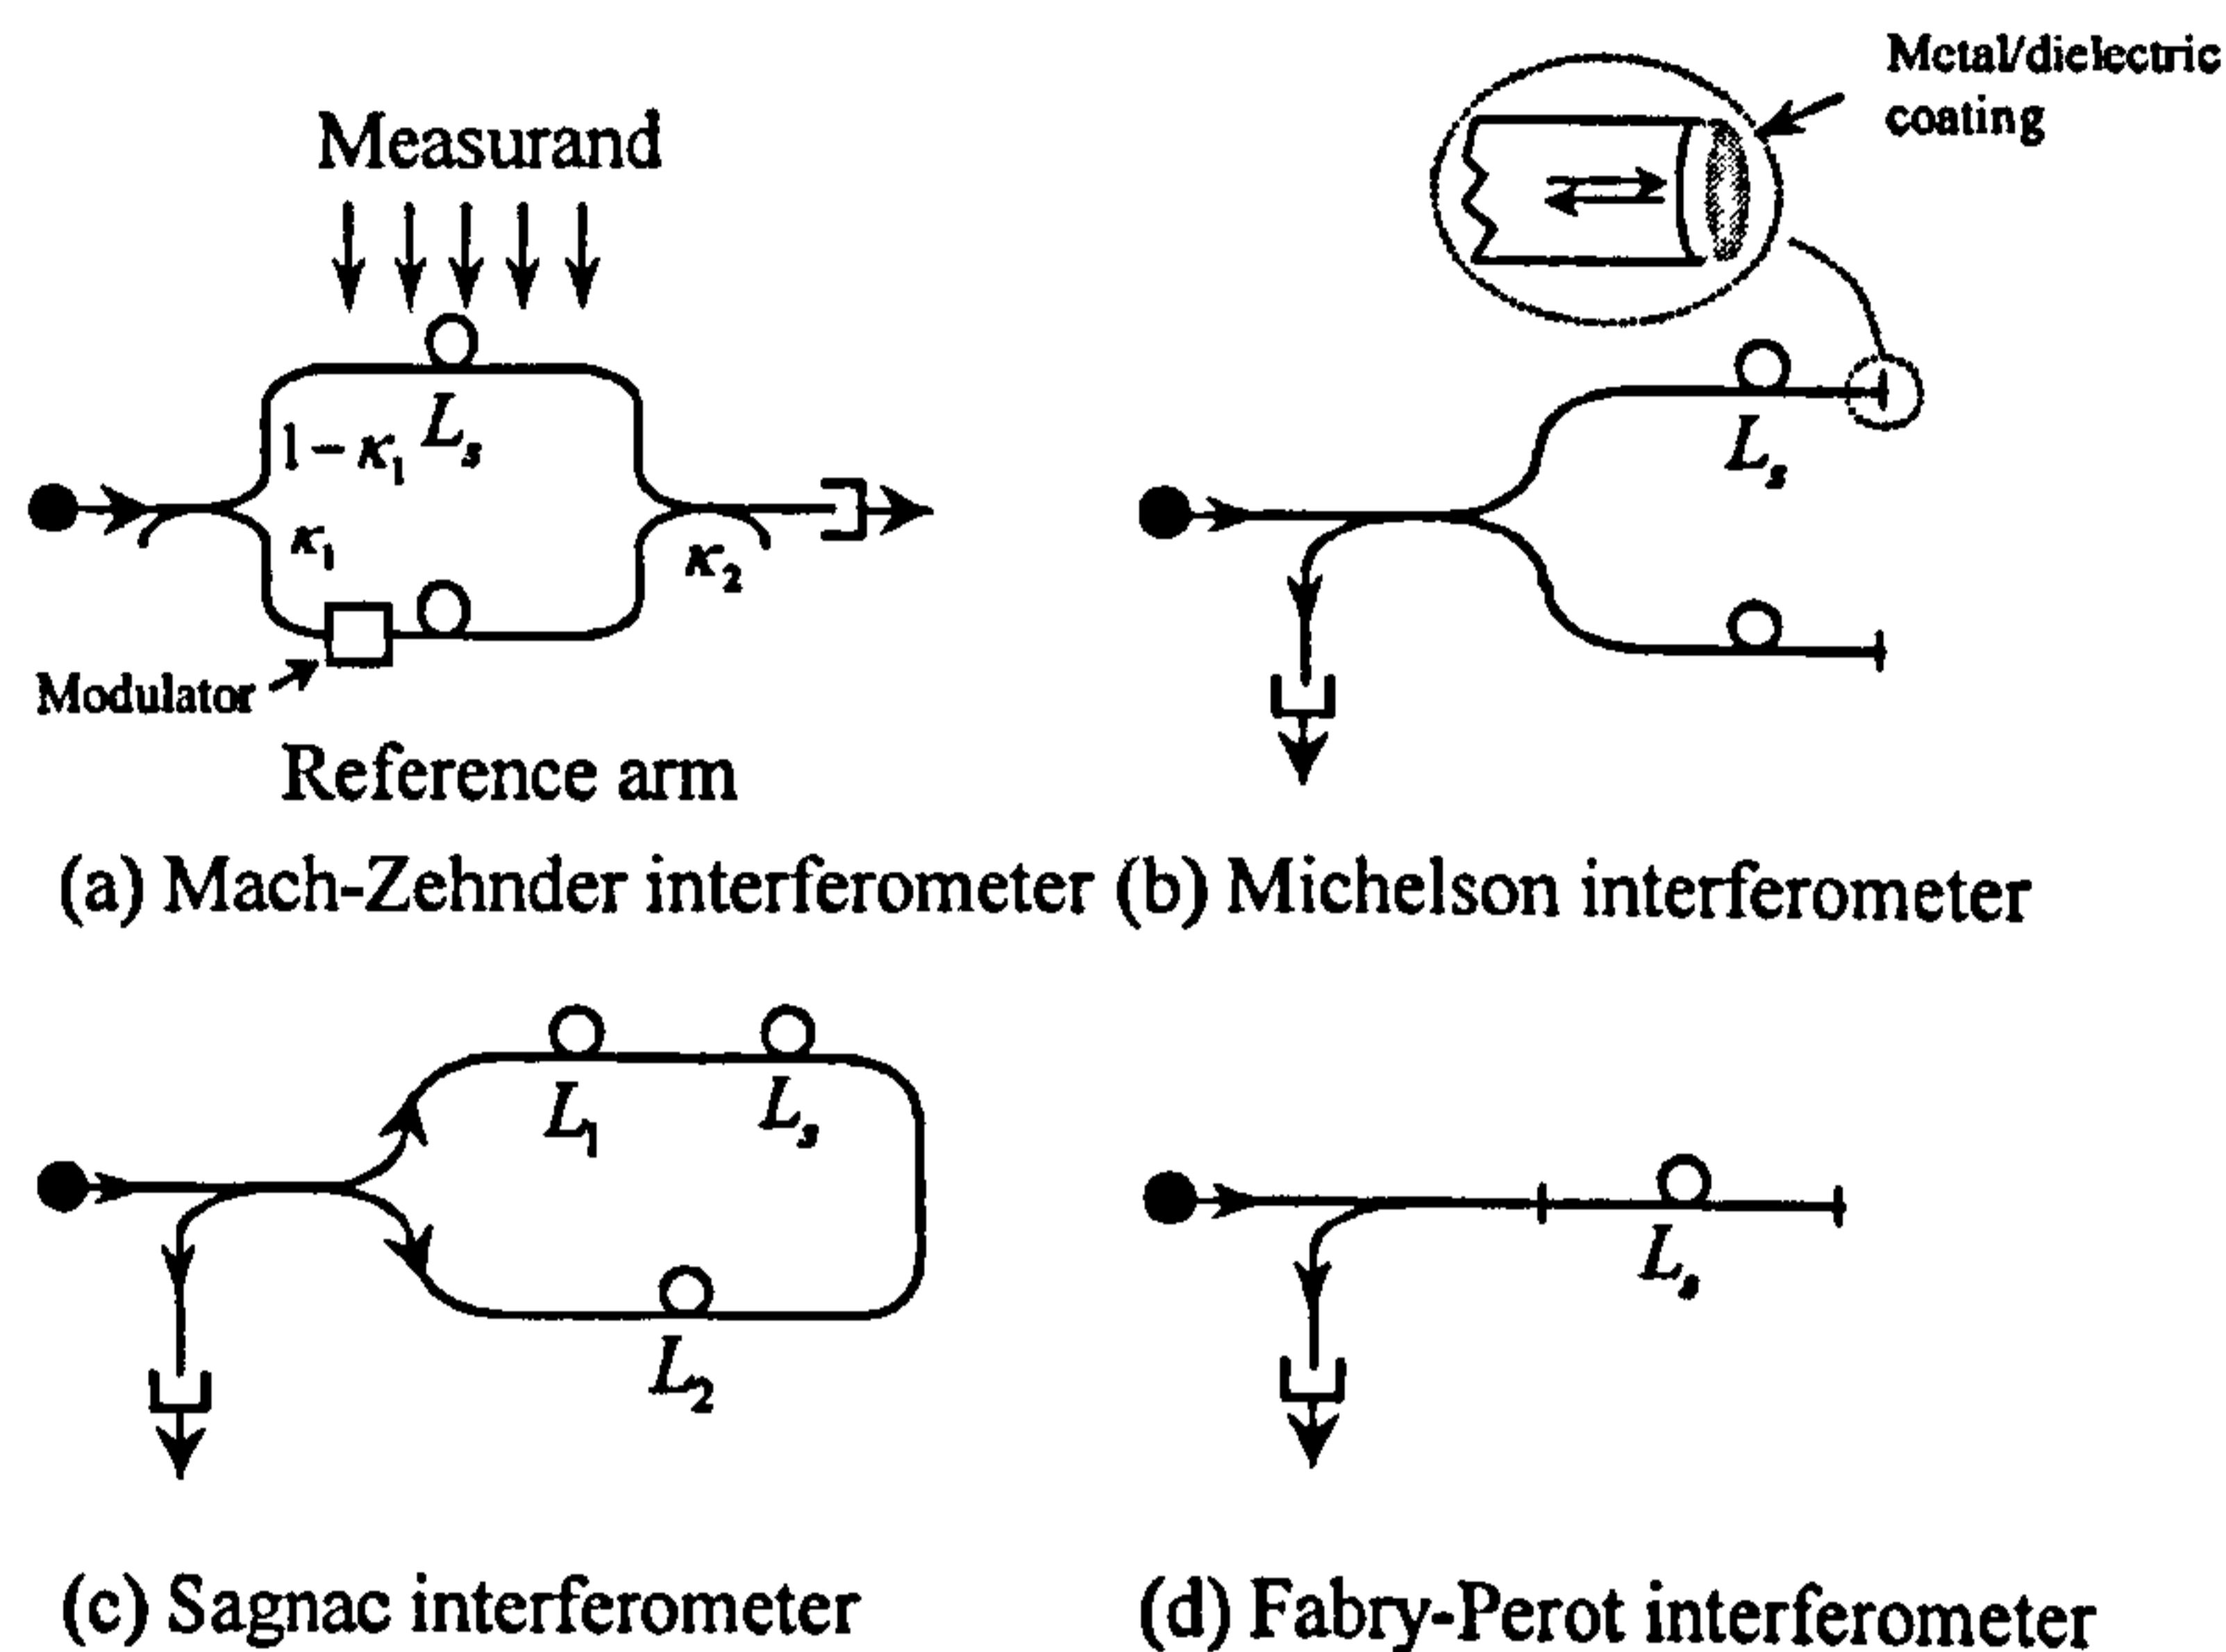 Measurand
Metal/dielectric
coating
1 − κ₁
Lₛ
κ₁
κ₂
Modulator
Reference arm
Lₛ
(a) Mach-Zehnder interferometer
(b) Michelson interferometer
L₁
Lₛ
L₂
Lₛ
(c) Sagnac interferometer
(d) Fabry-Perot interferometer